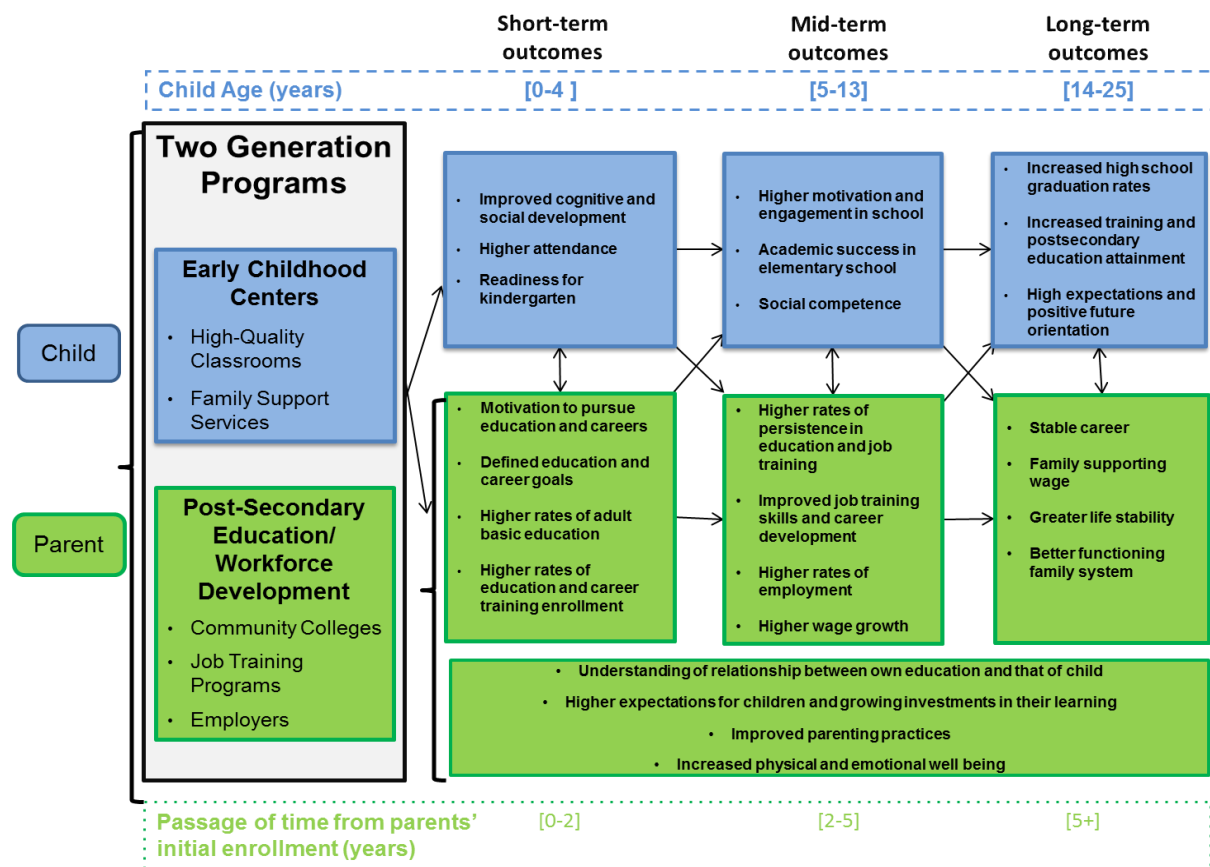 Short-term
outcomes
Mid-term
outcomes
Long-term
outcomes
Child Age (years)
[0-4 ]
[5-13]
[14-25]
Two Generation
Programs
Early Childhood
Centers
• High-Quality
Classrooms
• Family Support
Services
Child
Parent
Post-Secondary
Education/
Workforce
Development
• Community Colleges
• Job Training
Programs
• Employers
• Improved cognitive and
social development
• Higher attendance
• Readiness for
kindergarten
• Higher motivation and
engagement in school
• Academic success in
elementary school
• Social competence
• Increased high school
graduation rates
• Increased training and
postsecondary
education attainment
• High expectations and
positive future
orientation
• Motivation to pursue
education and careers
• Defined education and
career goals
• Higher rates of adult
basic education
• Higher rates of
education and career
training enrollment
• Higher rates of
persistence in
education and job
training
• Improved job training
skills and career
development
• Higher rates of
employment
• Higher wage growth
• Stable career
• Family supporting
wage
• Greater life stability
• Better functioning
family system
• Understanding of relationship between own education and that of child
• Higher expectations for children and growing investments in their learning
• Improved parenting practices
• Increased physical and emotional well being
Passage of time from parents'
initial enrollment (years)
[0-2]
[2-5]
[5+]